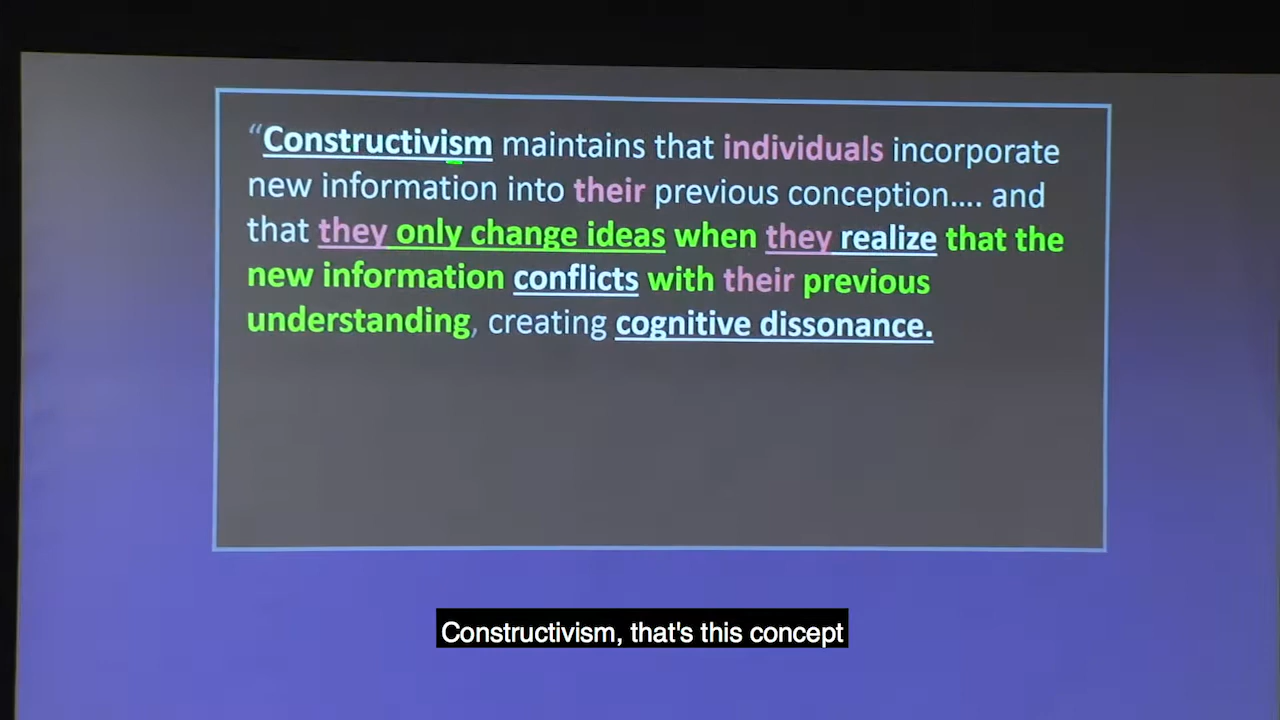 “Constructivism maintains that individuals incorporate
new information into their previous conception.... and
that they only change ideas when they realize that the
new information conflicts with their previous
understanding, creating cognitive dissonance.
Constructivism, that's this concept